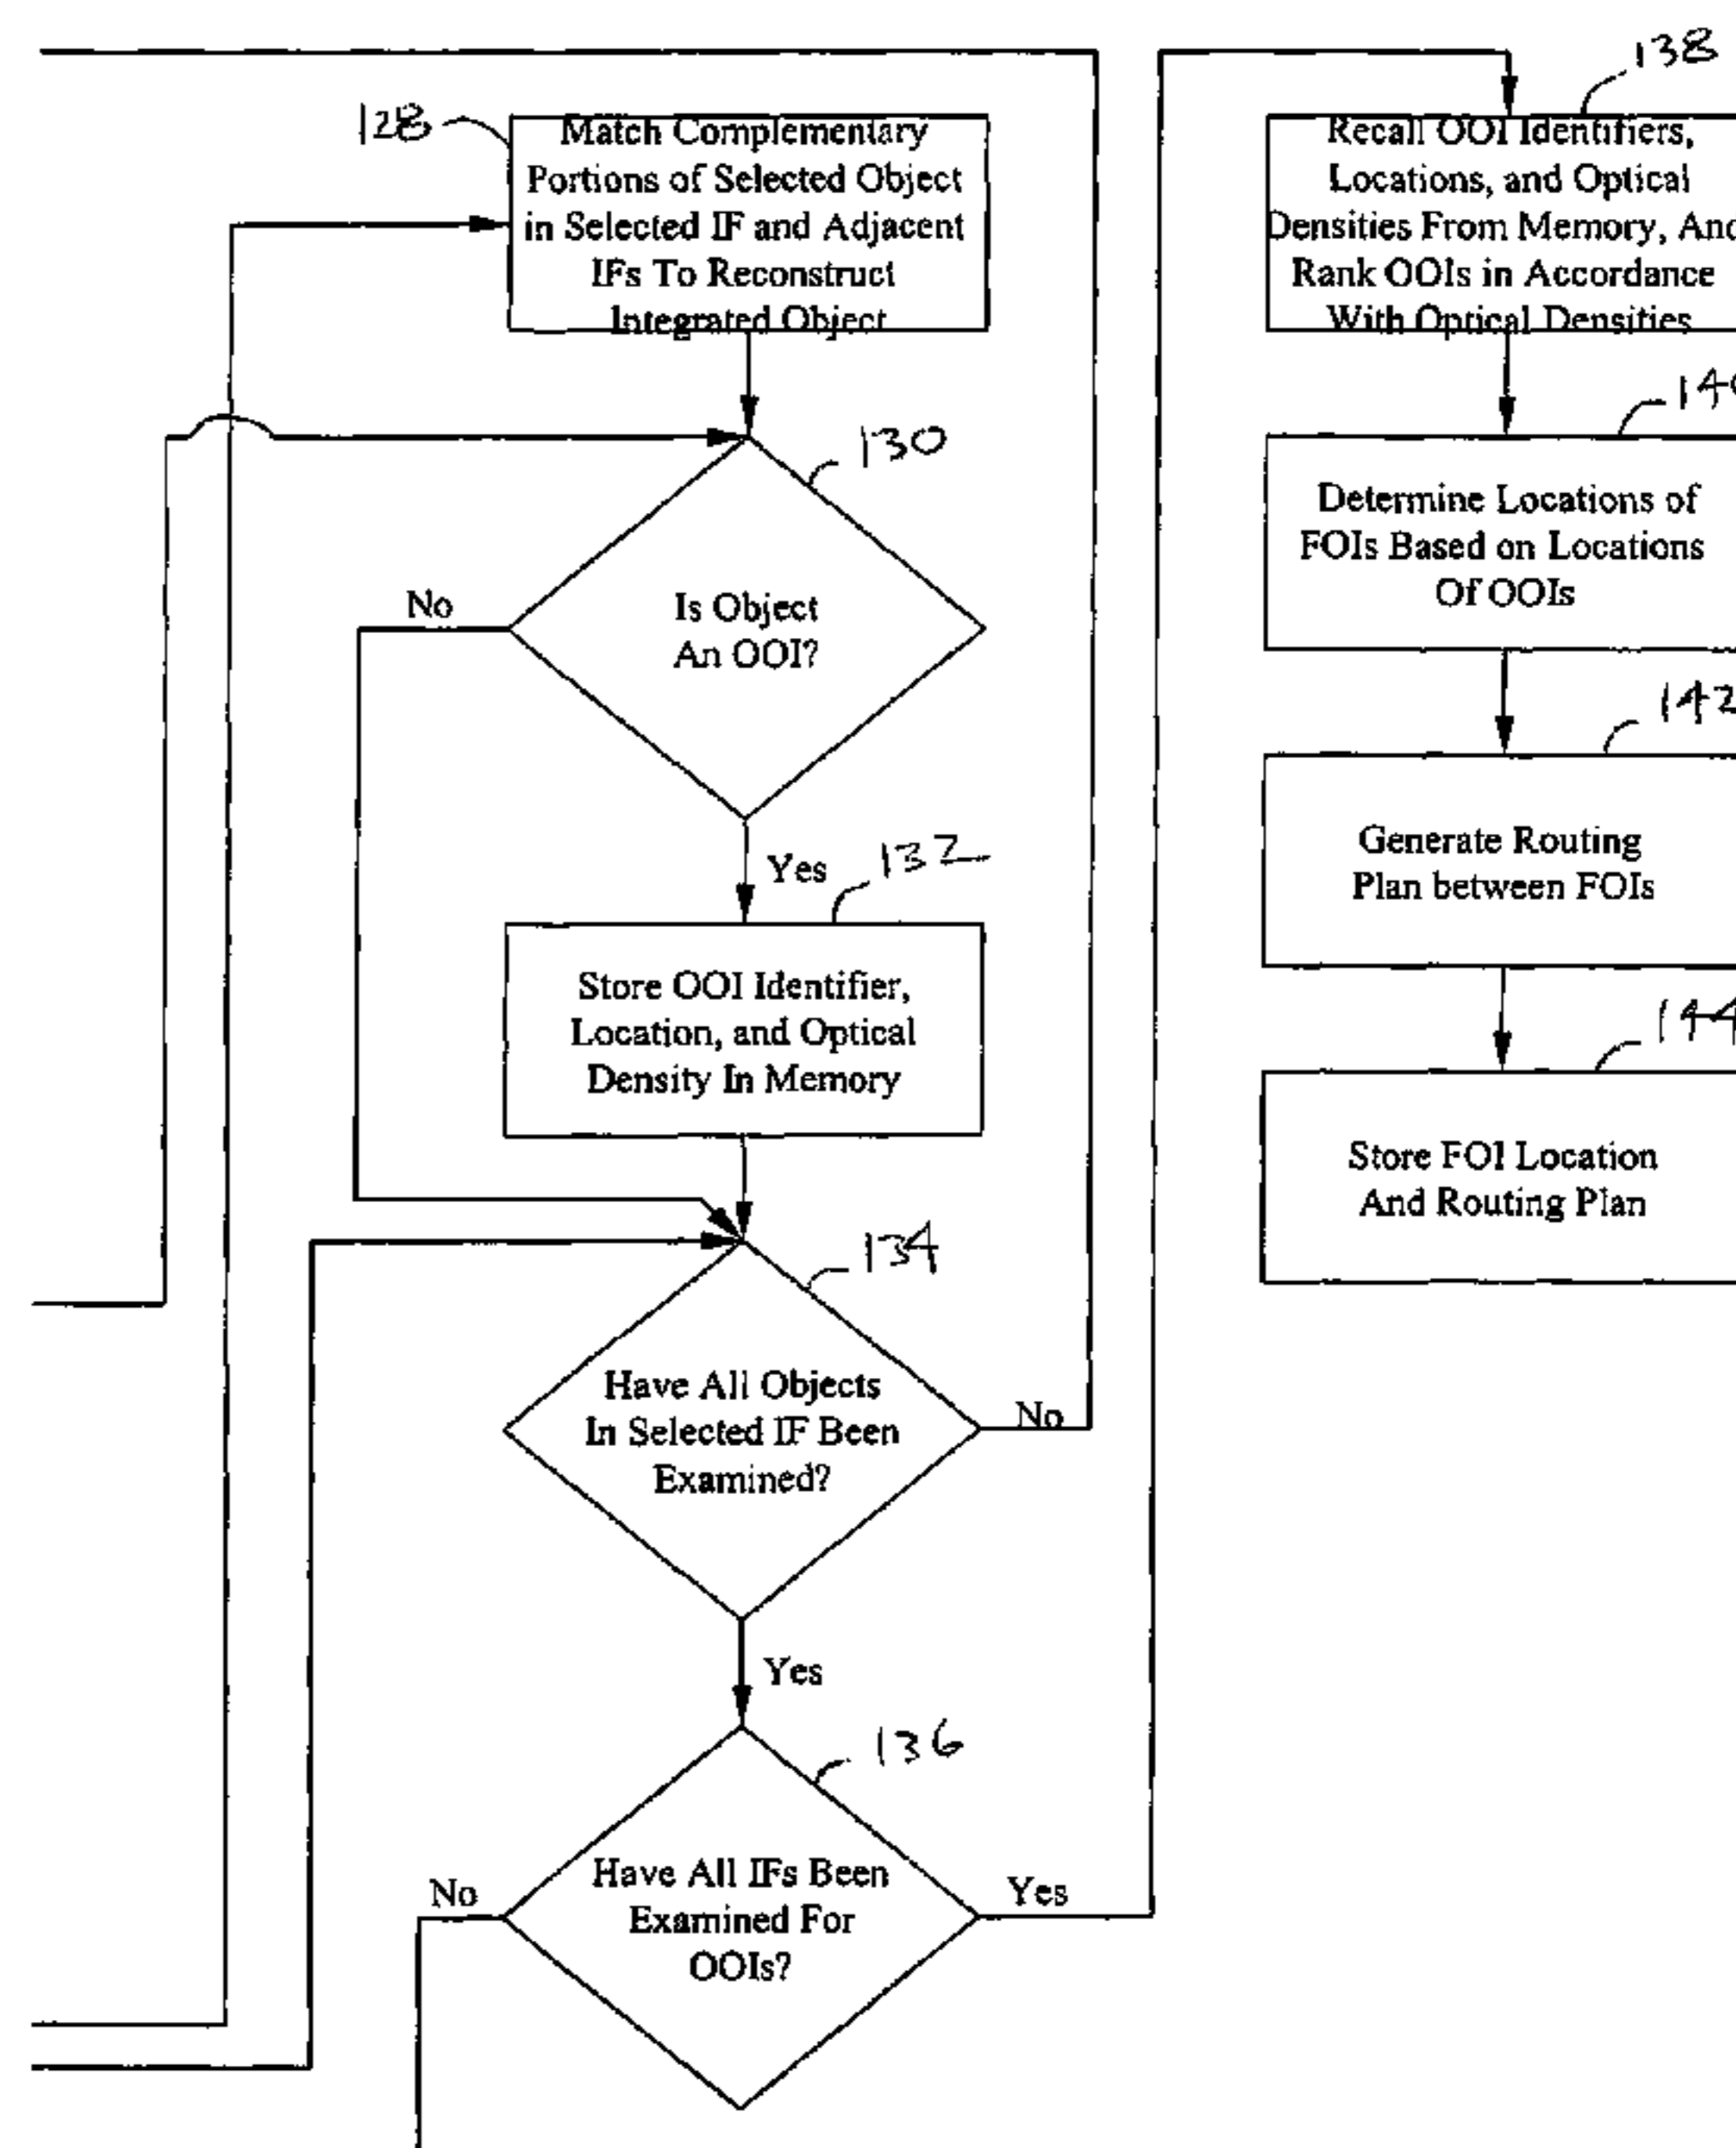 128
Match Complementary
Portions of Selected Object
in Selected IF and Adjacent
IFs To Reconstruct
Integrated Object
130
Is Object
An OOI?
No
Yes
132
Store OOI Identifier,
Location, and Optical
Density In Memory
134
Have All Objects
In Selected IF Been
Examined?
No
Yes
136
Have All IFs Been
Examined For
OOIs?
No
Yes
138
Recall OOI Identifiers,
Locations, and Optical
Densities From Memory, And
Rank OOIs in Accordance
With Optical Densities
Determine Locations of
FOIs Based on Locations
Of OOIs
142
Generate Routing
Plan between FOIs
144
Store FOI Location
And Routing Plan